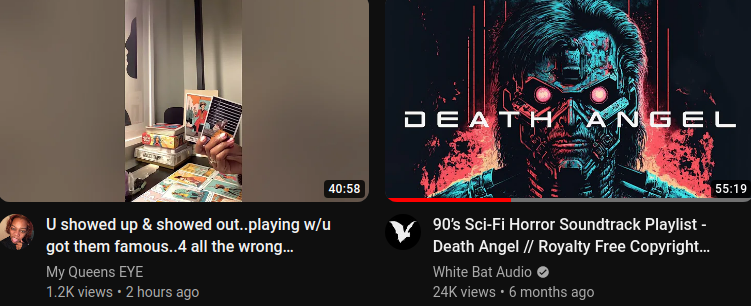 40:58
U showed up & showed out..playing w/u
got them famous..4 all the wrong...
My Queens EYE
1.2K views • 2 hours ago
DEATH ANGEL
55:19
90's Sci-Fi Horror Soundtrack Playlist -
Death Angel // Royalty Free Copyright...
White Bat Audio
24K views • 6 months ago